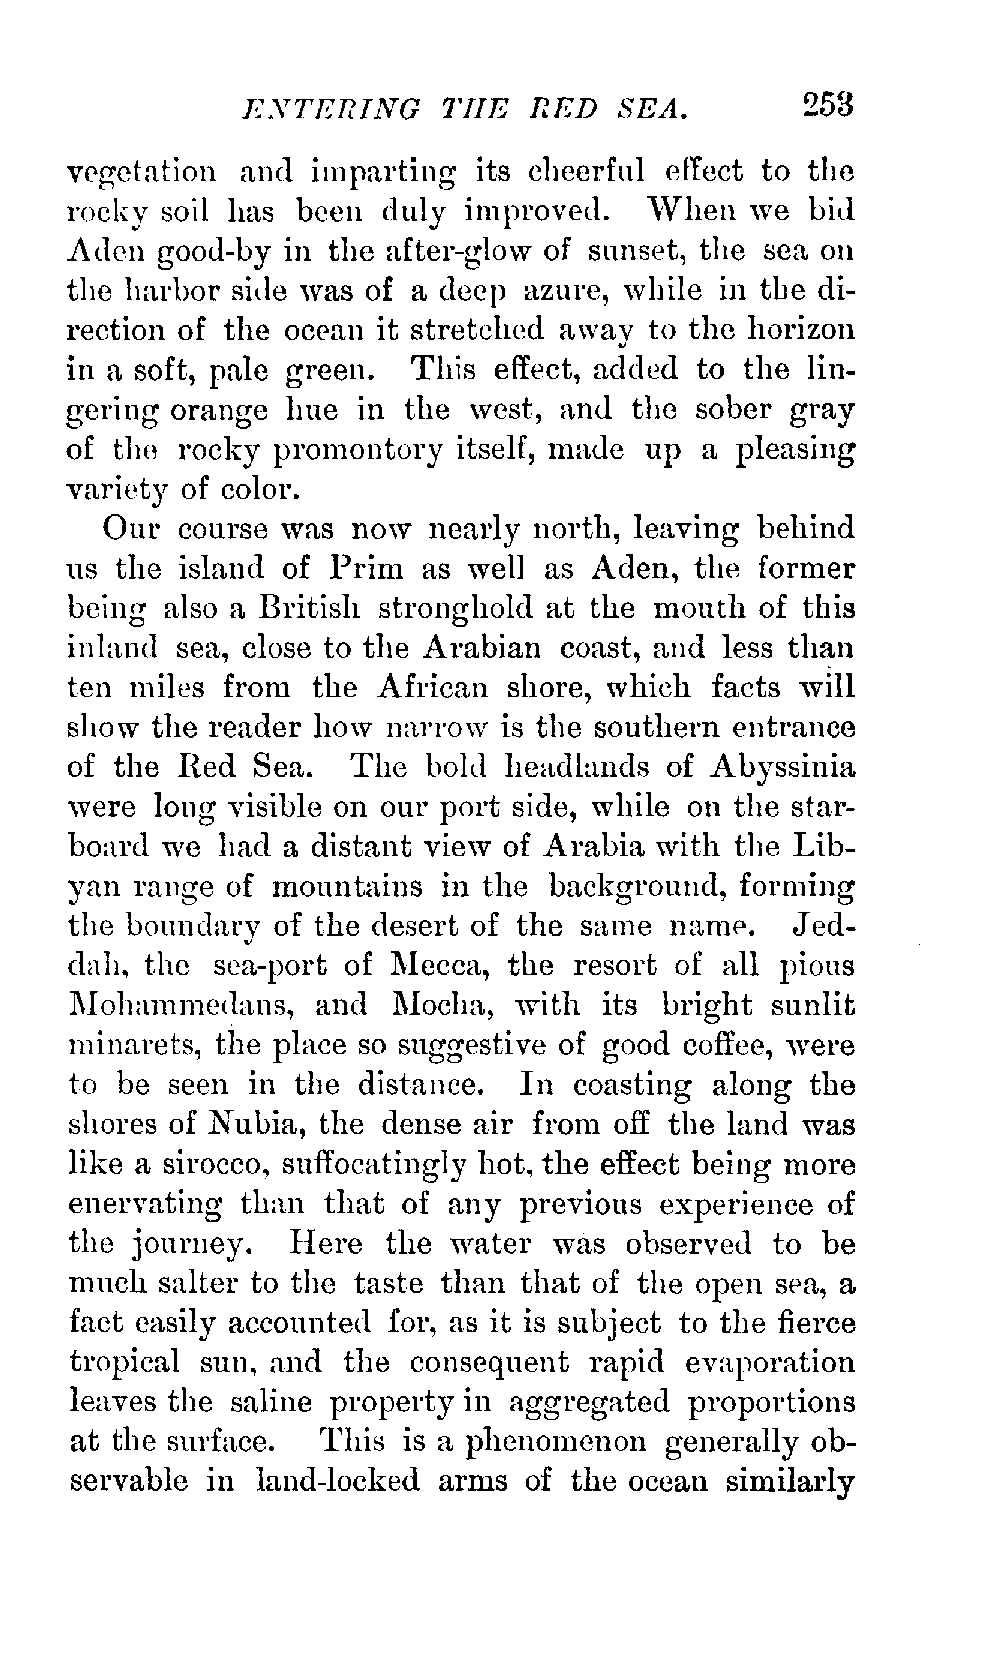 ENTERING THE RED SEA. 253
vegetation and imparting its cheerful effect to the
rocky soil has been duly improved. When we bid
Aden good-by in the after-glow of sunset, the sea on
the harbor side was of a deep azure, while in the di-
rection of the ocean it stretched away to the horizon
in a soft, pale green. This effect, added to the lin-
gering orange hue in the west, and the sober gray
of the rocky promontory itself, made up a pleasing
variety of color.
Our course was now nearly north, leaving behind
us the island of Prim as well as Aden, the former
being also a British stronghold at the mouth of this
inland sea, close to the Arabian coast, and less than
ten miles from the African shore, which facts will
show the reader how narrow is the southern entrance
of the Red Sea. The bold headlands of Abyssinia
were long visible on our port side, while on the star-
board we had a distant view of Arabia with the Lib-
yan range of mountains in the background, forming
the boundary of the desert of the same name. Jed-
dah, the sea-port of Mecca, the resort of all pious
Mohammedans, and Mocha, with its bright sunlit
minarets, the place so suggestive of good coffee, were
to be seen in the distance. In coasting along the
shores of Nubia, the dense air from off the land was
like a sirocco, suffocatingly hot, the effect being more
enervating than that of any previous experience of
the journey. Here the water was observed to be
much salter to the taste than that of the open sea, a
fact easily accounted for, as it is subject to the fierce
tropical sun, and the consequent rapid evaporation
leaves the saline property in aggregated proportions
at the surface. This is a phenomenon generally ob-
servable in land-locked arms of the ocean similarly